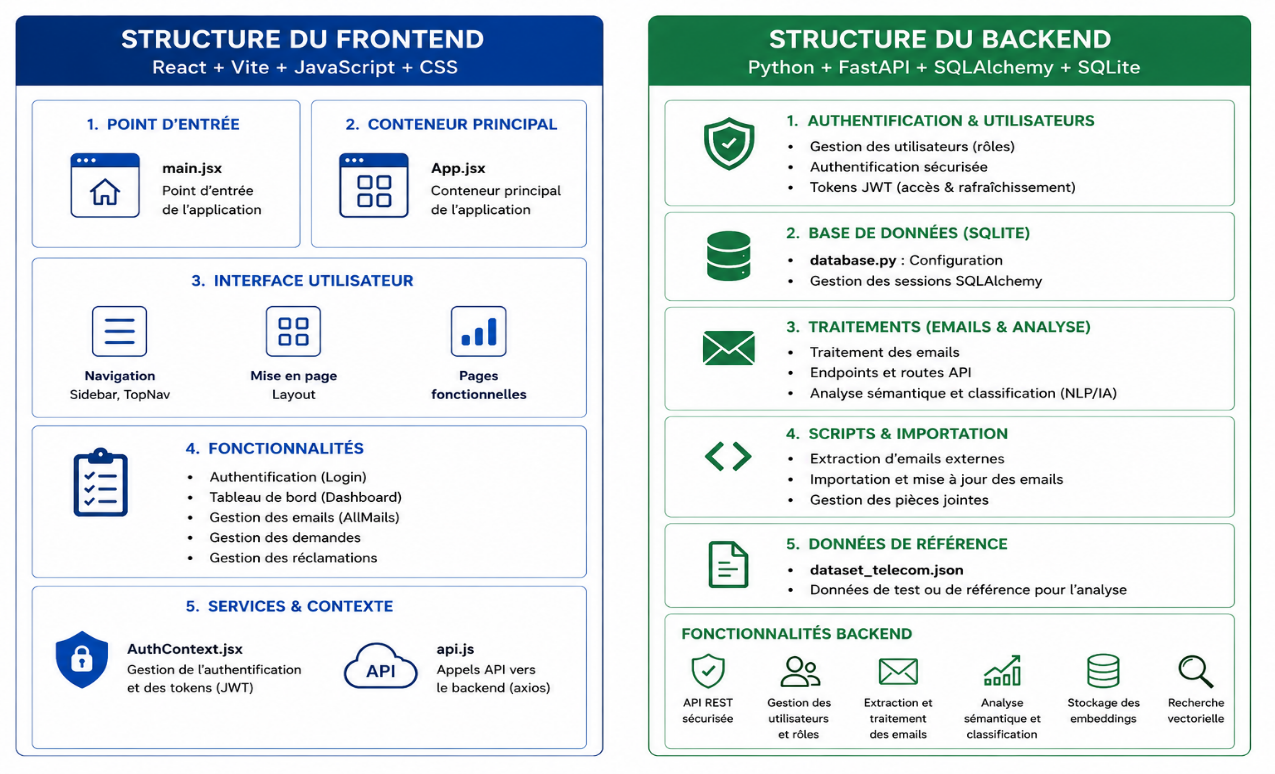 STRUCTURE DU FRONTEND
React + Vite + JavaScript + CSS
1. POINT D'ENTRÉE
main.jsx
Point d'entrée
de l'application
2. CONTENEUR PRINCIPAL
App.jsx
Conteneur principal
de l'application
3. INTERFACE UTILISATEUR
Navigation
Sidebar, TopNav
Mise en page
Layout
Pages
fonctionnelles
4. FONCTIONNALITÉS
• Authentification (Login)
• Tableau de bord (Dashboard)
• Gestion des emails (AllMails)
• Gestion des demandes
• Gestion des réclamations
5. SERVICES & CONTEXTE
AuthContext.jsx
Gestion de l'authentification
et des tokens (JWT)
API
api.js
Appels API vers
le backend (axios)
STRUCTURE DU BACKEND
Python + FastAPI + SQLAlchemy + SQLite
1. AUTHENTIFICATION & UTILISATEURS
• Gestion des utilisateurs (rôles)
• Authentification sécurisée
• Tokens JWT (accès & rafraîchissement)
2. BASE DE DONNÉES (SQLITE)
• database.py : Configuration
• Gestion des sessions SQLAlchemy
3. TRAITEMENTS (EMAILS & ANALYSE)
• Traitement des emails
• Endpoints et routes API
• Analyse sémantique et classification (NLP/IA)
4. SCRIPTS & IMPORTATION
• Extraction d'emails externes
• Importation et mise à jour des emails
• Gestion des pièces jointes
5. DONNÉES DE RÉFÉRENCE
• dataset_telecom.json
• Données de test ou de référence pour l'analyse
FONCTIONNALITÉS BACKEND
API REST
sécurisée
Gestion des
utilisateurs
et rôles
Extraction et
traitement
des emails
Analyse
sémantique et
classification
Stockage des
embeddings
Recherche
vectorielle